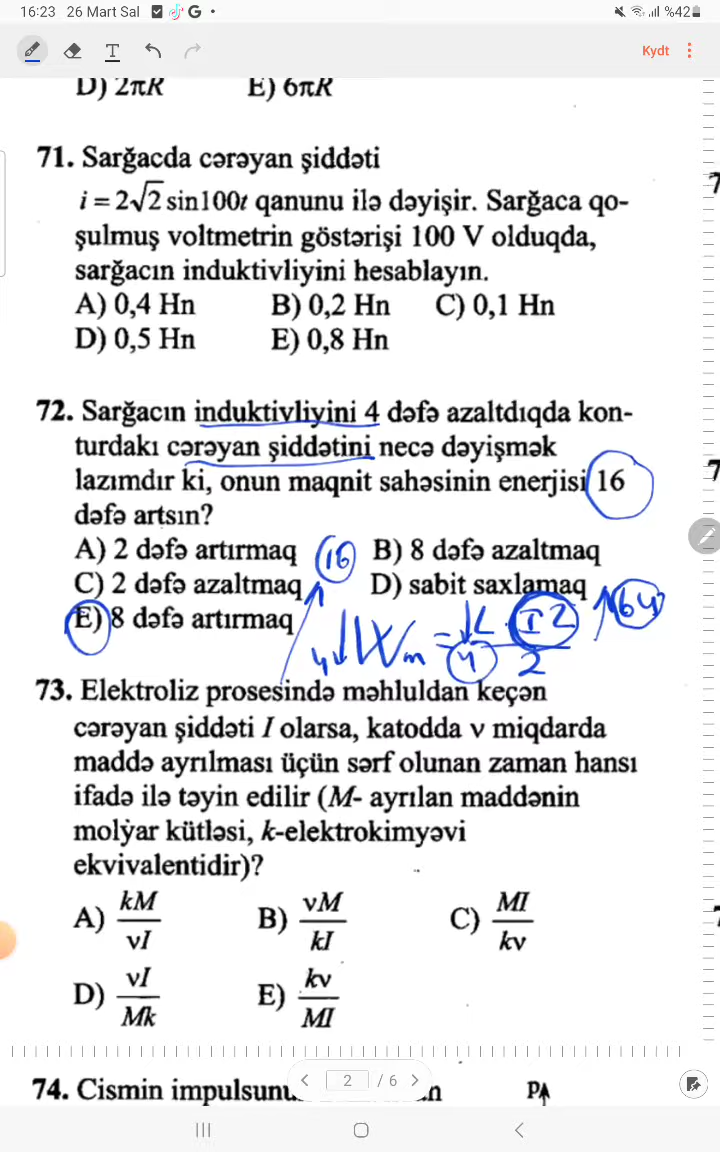 16:23 26 Mart Sal G • %42
T Kydt
D) 2πR E) 6πR
71. Sarğacda cərəyan şiddəti
i = 2√2 sin100t qanunu ilə dəyişir. Sarğaca qo-
şulmuş voltmetrin göstərişi 100 V olduqda,
sarğacın induktivliyini hesablayın.
A) 0,4 Hn B) 0,2 Hn C) 0,1 Hn
D) 0,5 Hn E) 0,8 Hn
72. Sarğacın induktivliyini 4 dəfə azaltdıqda kon-
turdakı cərəyan şiddətini necə dəyişmək
lazımdır ki, onun maqnit sahəsinin enerjisi 16
dəfə artsın?
A) 2 dəfə artırmaq 16 B) 8 dəfə azaltmaq
C) 2 dəfə azaltmaq ↑ D) sabit saxlamaq
E) 8 dəfə artırmaq
4↓Wm = ↓L · I2 ↑64
4 2
73. Elektroliz prosesində məhluldan keçən
cərəyan şiddəti I olarsa, katodda ν miqdarda
maddə ayrılması üçün sərf olunan zaman hansı
ifadə ilə təyin edilir (M- ayrılan maddənin
molyar kütləsi, k-elektrokimyəvi
ekvivalentidir)?
A) kM/νI B) νM/kI C) MI/kν
D) νI/Mk E) kν/MI
74. Cismin impulsunu P
< 2 / 6 >